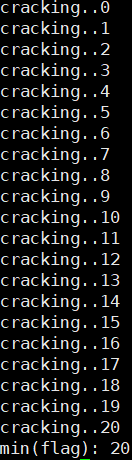 cracking..0
cracking..1
cracking..2
cracking..3
cracking..4
cracking..5
cracking..6
cracking..7
cracking..8
cracking..9
cracking..10
cracking..11
cracking..12
cracking..13
cracking..14
cracking..15
cracking..16
cracking..17
cracking..18
cracking..19
cracking..20
min(flag): 20